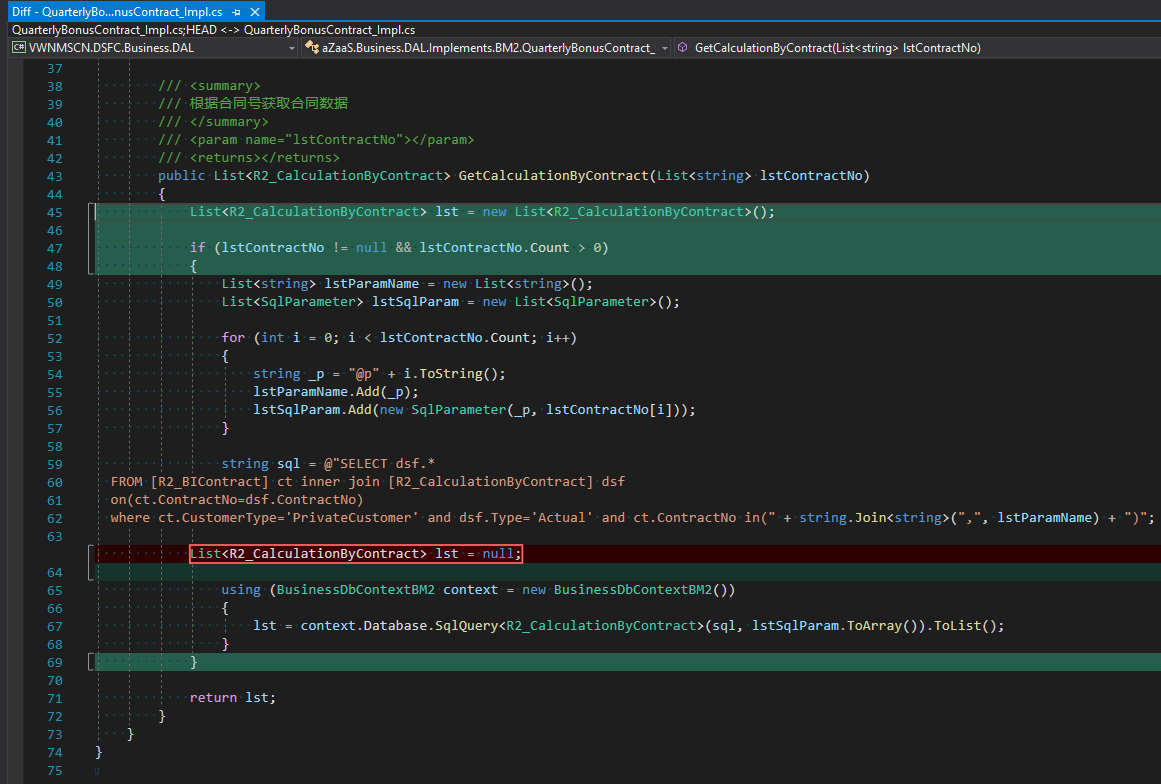 Diff - QuarterlyBo...nusContract_Impl.cs
QuarterlyBonusContract_Impl.cs;HEAD <-> QuarterlyBonusContract_Impl.cs
C# VWNMSCN.DSFC.Business.DAL aZaaS.Business.DAL.Implements.BM2.QuarterlyBonusContract_ GetCalculationByContract(List<string> lstContractNo)
37
38 /// <summary>
39 /// 根据合同号获取合同数据
40 /// </summary>
41 /// <param name="lstContractNo"></param>
42 /// <returns></returns>
43 public List<R2_CalculationByContract> GetCalculationByContract(List<string> lstContractNo)
44 {
45 List<R2_CalculationByContract> lst = new List<R2_CalculationByContract>();
46
47 if (lstContractNo != null && lstContractNo.Count > 0)
48 {
49 List<string> lstParamName = new List<string>();
50 List<SqlParameter> lstSqlParam = new List<SqlParameter>();
51
52 for (int i = 0; i < lstContractNo.Count; i++)
53 {
54 string _p = "@p" + i.ToString();
55 lstParamName.Add(_p);
56 lstSqlParam.Add(new SqlParameter(_p, lstContractNo[i]));
57 }
58
59 string sql = @"SELECT dsf.*
60 FROM [R2_BIContract] ct inner join [R2_CalculationByContract] dsf
61 on(ct.ContractNo=dsf.ContractNo)
62 where ct.CustomerType='PrivateCustomer' and dsf.Type='Actual' and ct.ContractNo in(" + string.Join<string>(",", lstParamName) + ")";
63
List<R2_CalculationByContract> lst = null;
64
65 using (BusinessDbContextBM2 context = new BusinessDbContextBM2())
66 {
67 lst = context.Database.SqlQuery<R2_CalculationByContract>(sql, lstSqlParam.ToArray()).ToList();
68 }
69 }
70
71 return lst;
72 }
73 }
74 }
75